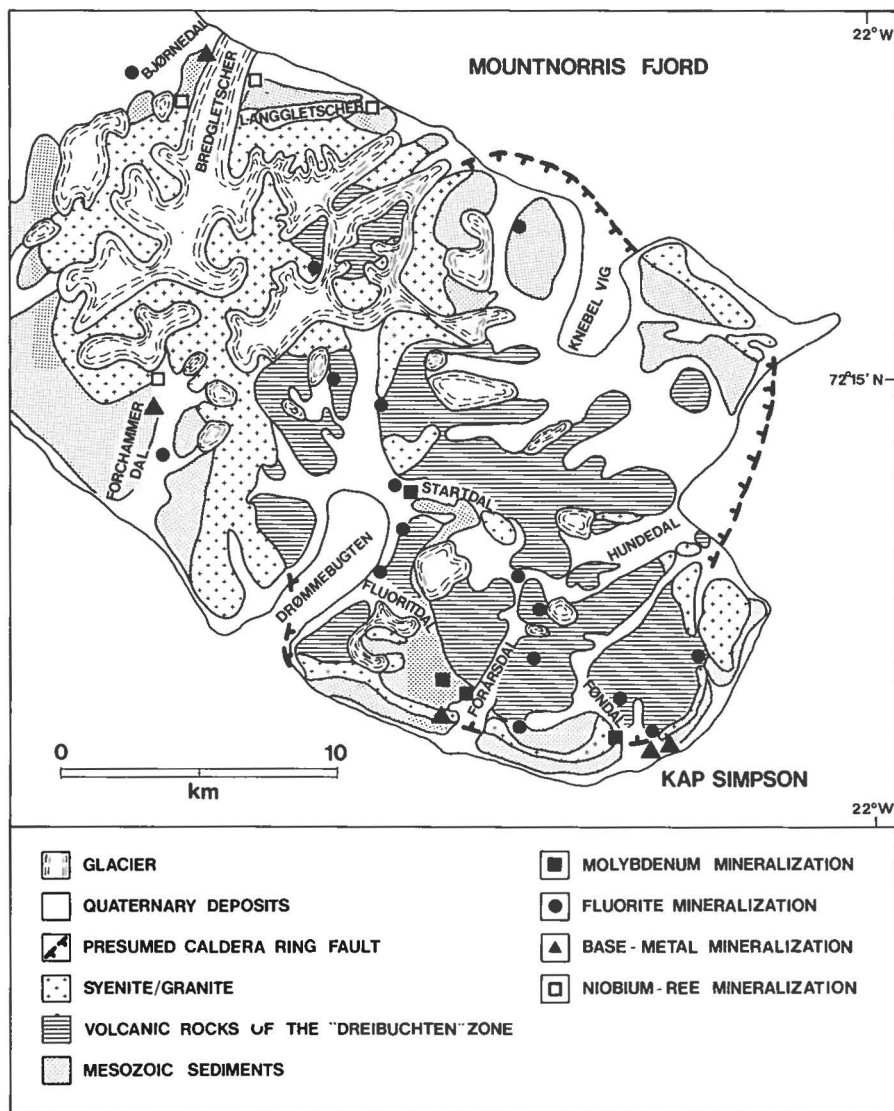 22°W
BJØRNEDAL
MOUNTNORRIS FJORD
BREDGLETSCHER
LANGGLETSCHER
KNEBEL VIG
72°15' N
FORCHAMMER
DAL
STARTDAL
HUNDEDAL
DRØMMEBUGTEN
FLUORITDAL
FORÅRSDAL
FØNDAL
0 10
km
KAP SIMPSON
22°W
GLACIER
QUATERNARY DEPOSITS
PRESUMED CALDERA RING FAULT
SYENITE/GRANITE
VOLCANIC ROCKS OF THE "DREIBUCHTEN" ZONE
MESOZOIC SEDIMENTS
MOLYBDENUM MINERALIZATION
FLUORITE MINERALIZATION
BASE-METAL MINERALIZATION
NIOBIUM-REE MINERALIZATION